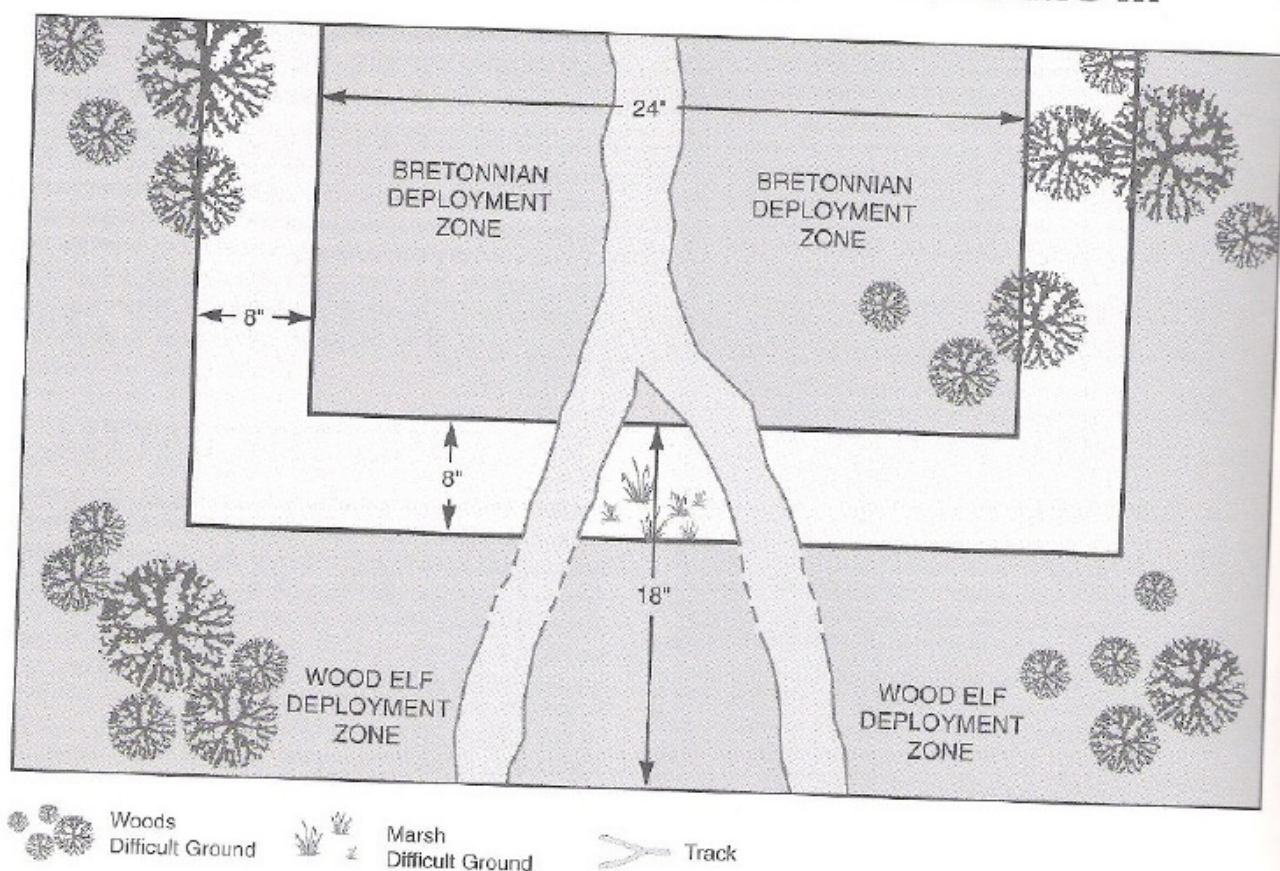 24"
BRETONNIAN
DEPLOYMENT
ZONE
BRETONNIAN
DEPLOYMENT
ZONE
8"
8"
18"
WOOD ELF
DEPLOYMENT
ZONE
WOOD ELF
DEPLOYMENT
ZONE
Woods
Difficult Ground
Marsh
Difficult Ground
Track